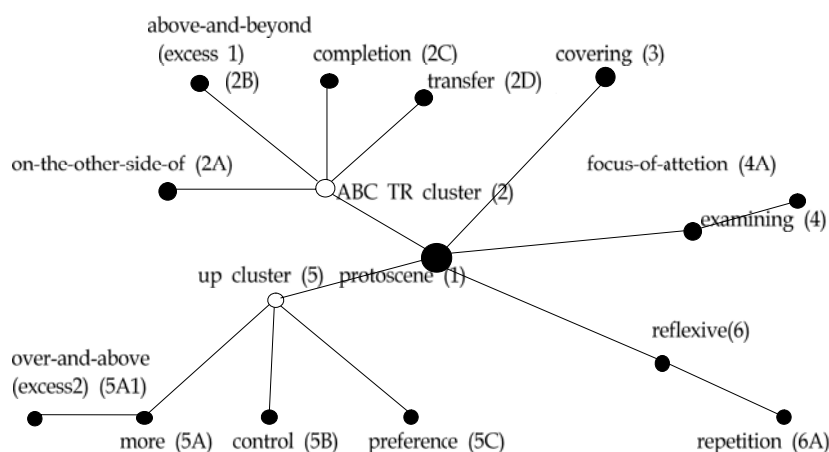 above-and-beyond
(excess 1)
(2B)
completion (2C)
transfer (2D)
covering (3)
on-the-other-side-of (2A)
ABC TR cluster (2)
focus-of-attetion (4A)
examining (4)
up cluster (5)
protoscene (1)
reflexive(6)
over-and-above
(excess2) (5A1)
more (5A)
control (5B)
preference (5C)
repetition (6A)